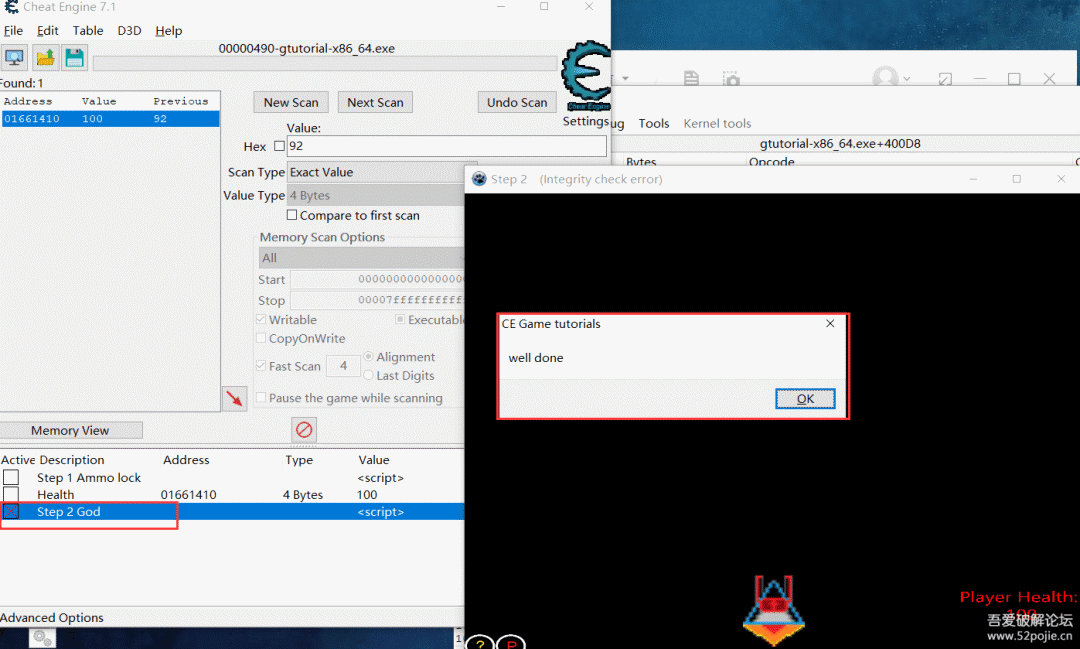 Cheat Engine 7.1
File Edit Table D3D Help
00000490-gtutorial-x86_64.exe
Found: 1
Address Value Previous
01661410 100 92
New Scan Next Scan Undo Scan
Cheat Engine
Settings
Value:
Hex 92
Scan Type Exact Value
Value Type 4 Bytes
Compare to first scan
Memory Scan Options
All
Start 0000000000000000
Stop 00007fffffffffff
Writable Executable
CopyOnWrite
Fast Scan 4 Alignment
Last Digits
Pause the game while scanning
Memory View
Active Description Address Type Value
Step 1 Ammo lock <script>
Health 01661410 4 Bytes 100
Step 2 God <script>
Advanced Options
ug Tools Kernel tools
gtutorial-x86_64.exe+400D8
Bytes Opcode
Step 2 (Integrity check error)
CE Game tutorials
well done
OK
Player Health:
100
1
? P
吾爱破解论坛
www.52pojie.cn